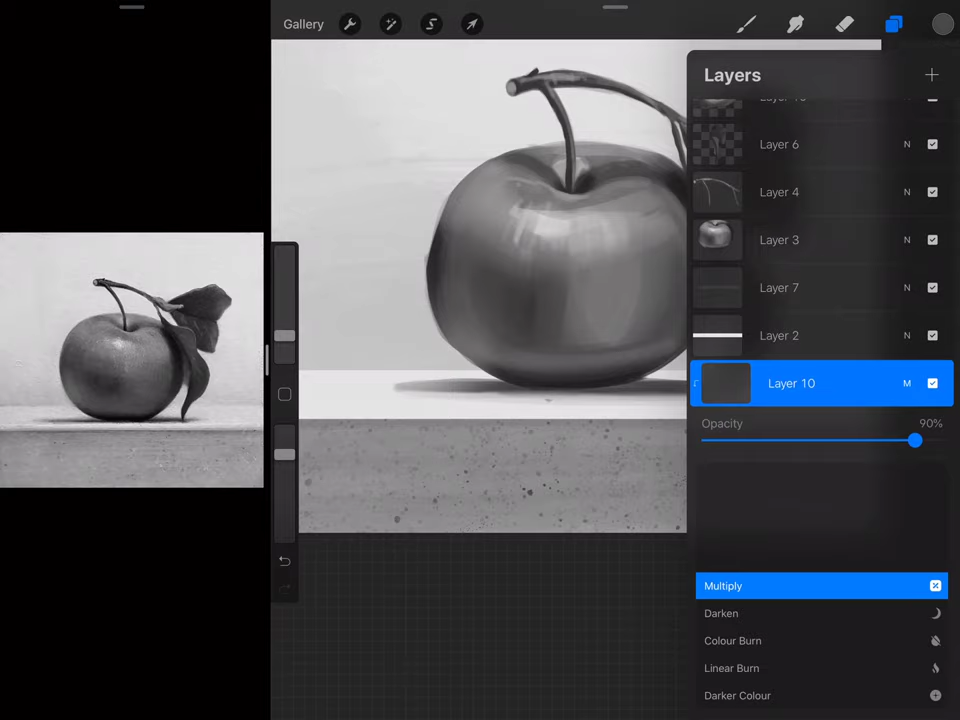 Gallery
Layers
Layer 6 N
Layer 4 N
Layer 3 N
Layer 7 N
Layer 2 N
Layer 10 M
Opacity 90%
Multiply
Darken
Colour Burn
Linear Burn
Darker Colour